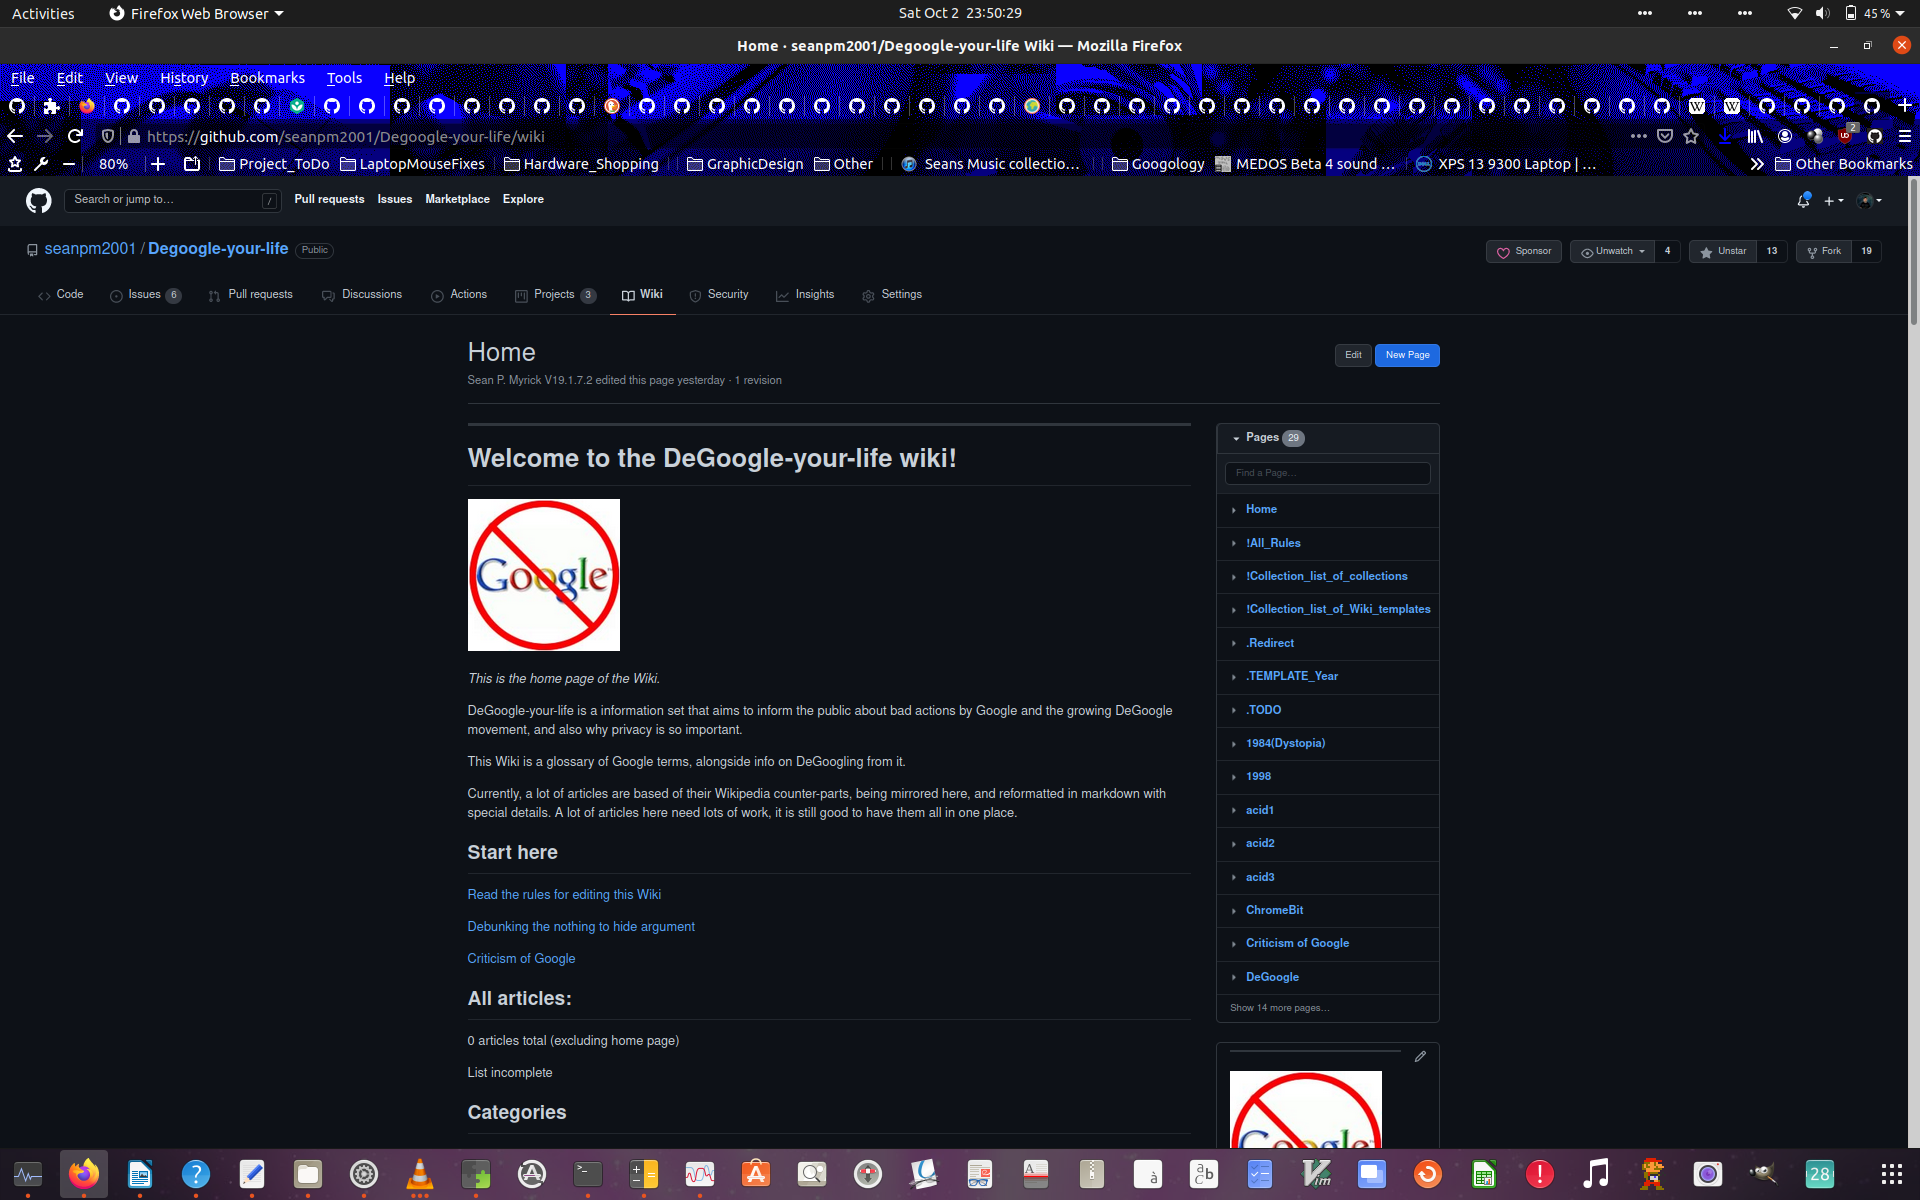 Activities
Firefox Web Browser
Sat Oct 2 23:50:29
45 %
Home · seanpm2001/Degoogle-your-life Wiki — Mozilla Firefox
File Edit View History Bookmarks Tools Help
https://github.com/seanpm2001/Degoogle-your-life/wiki
2
80%
Project_ToDo
LaptopMouseFixes
Hardware_Shopping
GraphicDesign
Other
Seans Music collectio…
Googology
MEDOS Beta 4 sound …
XPS 13 9300 Laptop | …
Other Bookmarks
Search or jump to…
/
Pull requests Issues Marketplace Explore
seanpm2001 / Degoogle-your-life Public
Sponsor
Unwatch 4
Unstar 13
Fork 19
Code
Issues 6
Pull requests
Discussions
Actions
Projects 3
Wiki
Security
Insights
Settings
Home
Edit
New Page
Sean P. Myrick V19.1.7.2 edited this page yesterday · 1 revision
Welcome to the DeGoogle-your-life wiki!
Google
This is the home page of the Wiki.
DeGoogle-your-life is a information set that aims to inform the public about bad actions by Google and the growing DeGoogle
movement, and also why privacy is so important.
This Wiki is a glossary of Google terms, alongside info on DeGoogling from it.
Currently, a lot of articles are based of their Wikipedia counter-parts, being mirrored here, and reformatted in markdown with
special details. A lot of articles here need lots of work, it is still good to have them all in one place.
Start here
Read the rules for editing this Wiki
Debunking the nothing to hide argument
Criticism of Google
All articles:
0 articles total (excluding home page)
List incomplete
Categories
Pages 29
Find a Page…
Home
!All_Rules
!Collection_list_of_collections
!Collection_list_of_Wiki_templates
.Redirect
.TEMPLATE_Year
.TODO
1984(Dystopia)
1998
acid1
acid2
acid3
ChromeBit
Criticism of Google
DeGoogle
Show 14 more pages…
Google
28